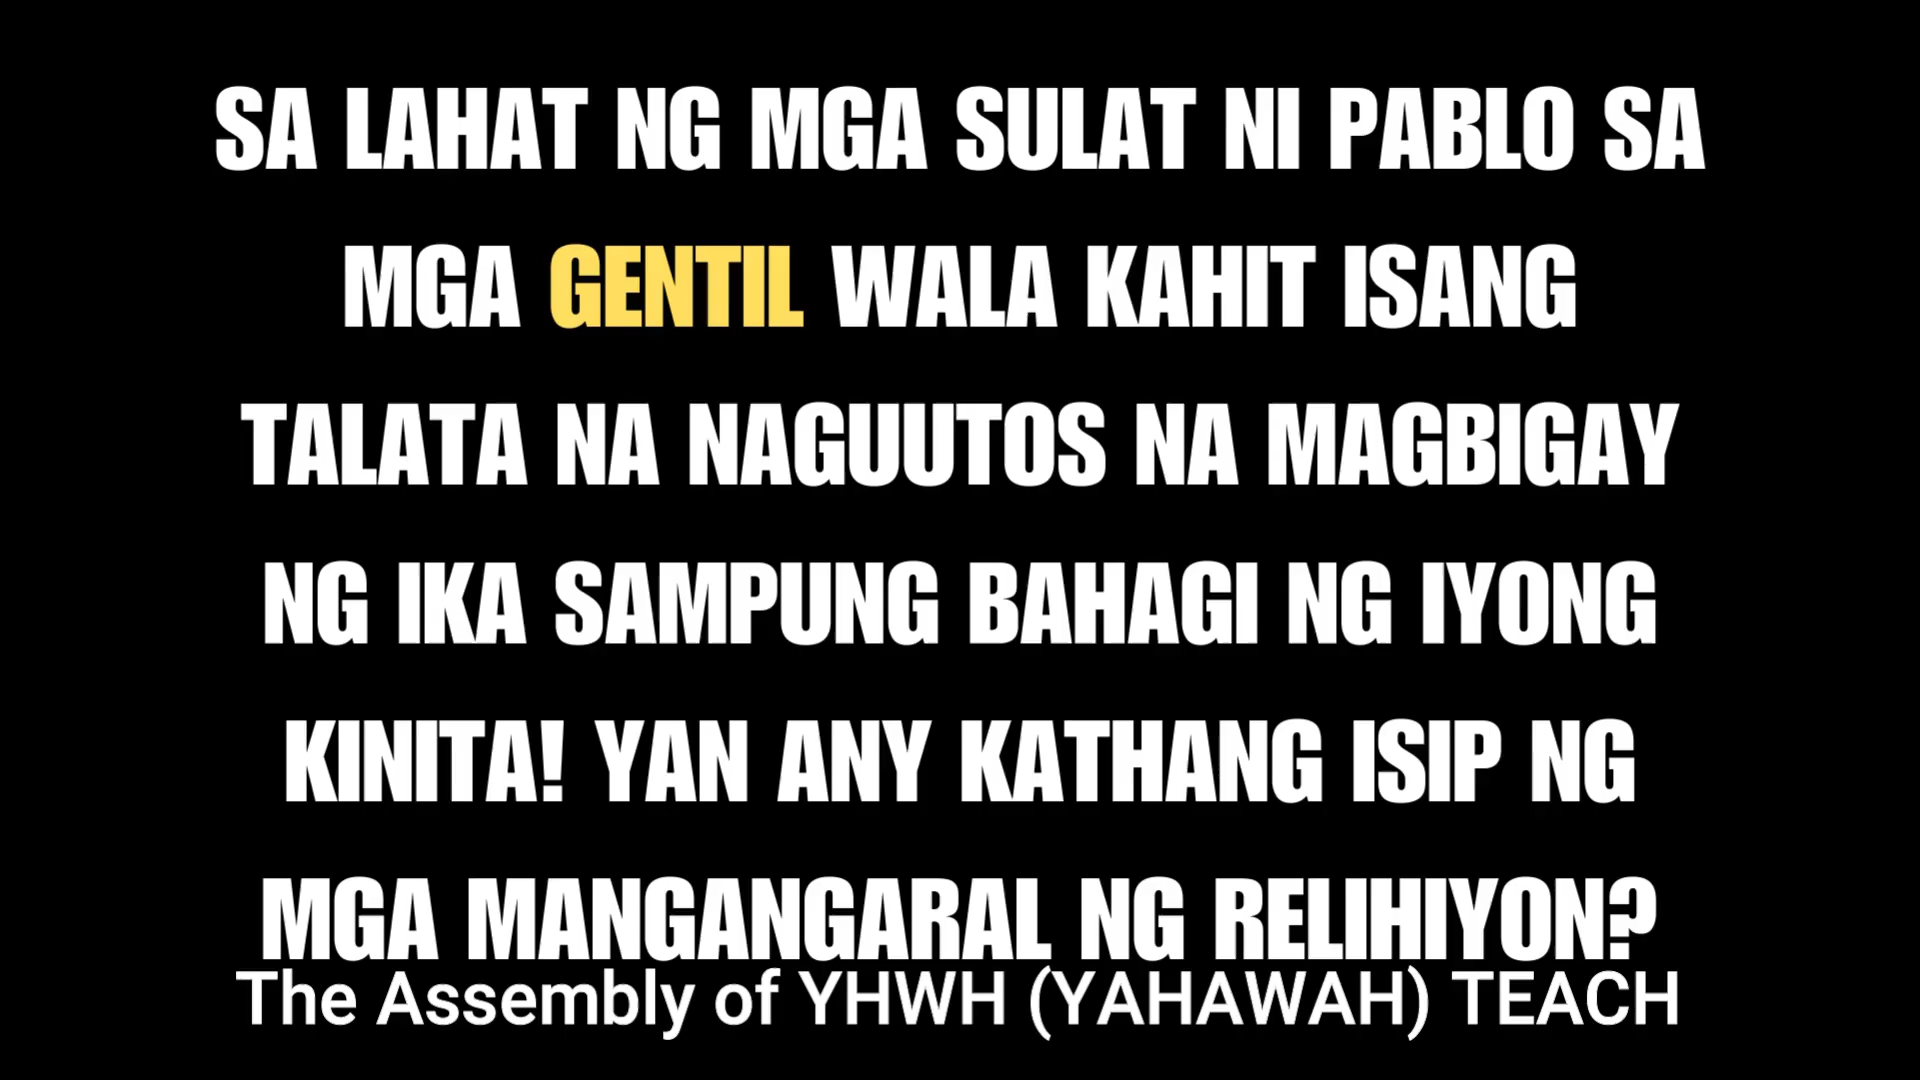 SA LAHAT NG MGA SULAT NI PABLO SA
MGA GENTIL WALA KAHIT ISANG
TALATA NA NAGUUTOS NA MAGBIGAY
NG IKA SAMPUNG BAHAGI NG IYONG
KINITA! YAN ANY KATHANG ISIP NG
MGA MANGANGARAL NG RELIHIYON?
The Assembly of YHWH (YAHAWAH) TEACH